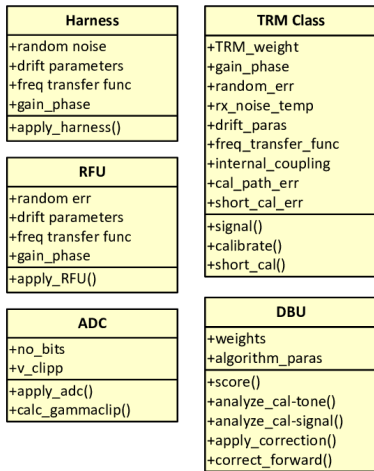 Harness
+random noise
+drift parameters
+freq transfer func
+gain_phase
+apply_harness()
RFU
+random err
+drift parameters
+freq transfer func
+gain_phase
+apply_RFU()
ADC
+no_bits
+v_clipp
+apply_adc()
+calc_gammaclip()
TRM Class
+TRM_weight
+gain_phase
+random_err
+rx_noise_temp
+drift_paras
+freq_transfer_func
+internal_coupling
+cal_path_err
+short_cal_err
+signal()
+calibrate()
+short_cal()
DBU
+weights
+algorithm_paras
+score()
+analyze_cal-tone()
+analyze_cal-signal()
+apply_correction()
+correct_forward()